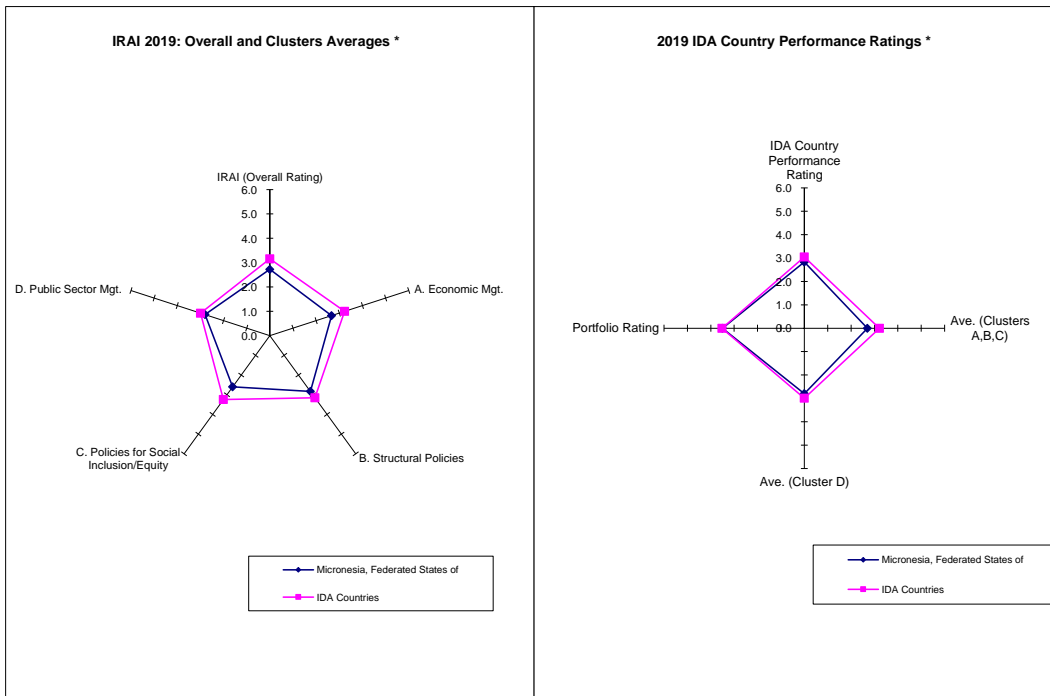 IRAI 2019: Overall and Clusters Averages *
IRAI (Overall Rating)
6.0
5.0
4.0
3.0
2.0
1.0
0.0
A. Economic Mgt.
B. Structural Policies
C. Policies for Social
Inclusion/Equity
D. Public Sector Mgt.
Micronesia, Federated States of
IDA Countries
2019 IDA Country Performance Ratings *
IDA Country
Performance
Rating
6.0
5.0
4.0
3.0
2.0
1.0
0.0
Ave. (Clusters
A,B,C)
Ave. (Cluster D)
Portfolio Rating
Micronesia, Federated States of
IDA Countries